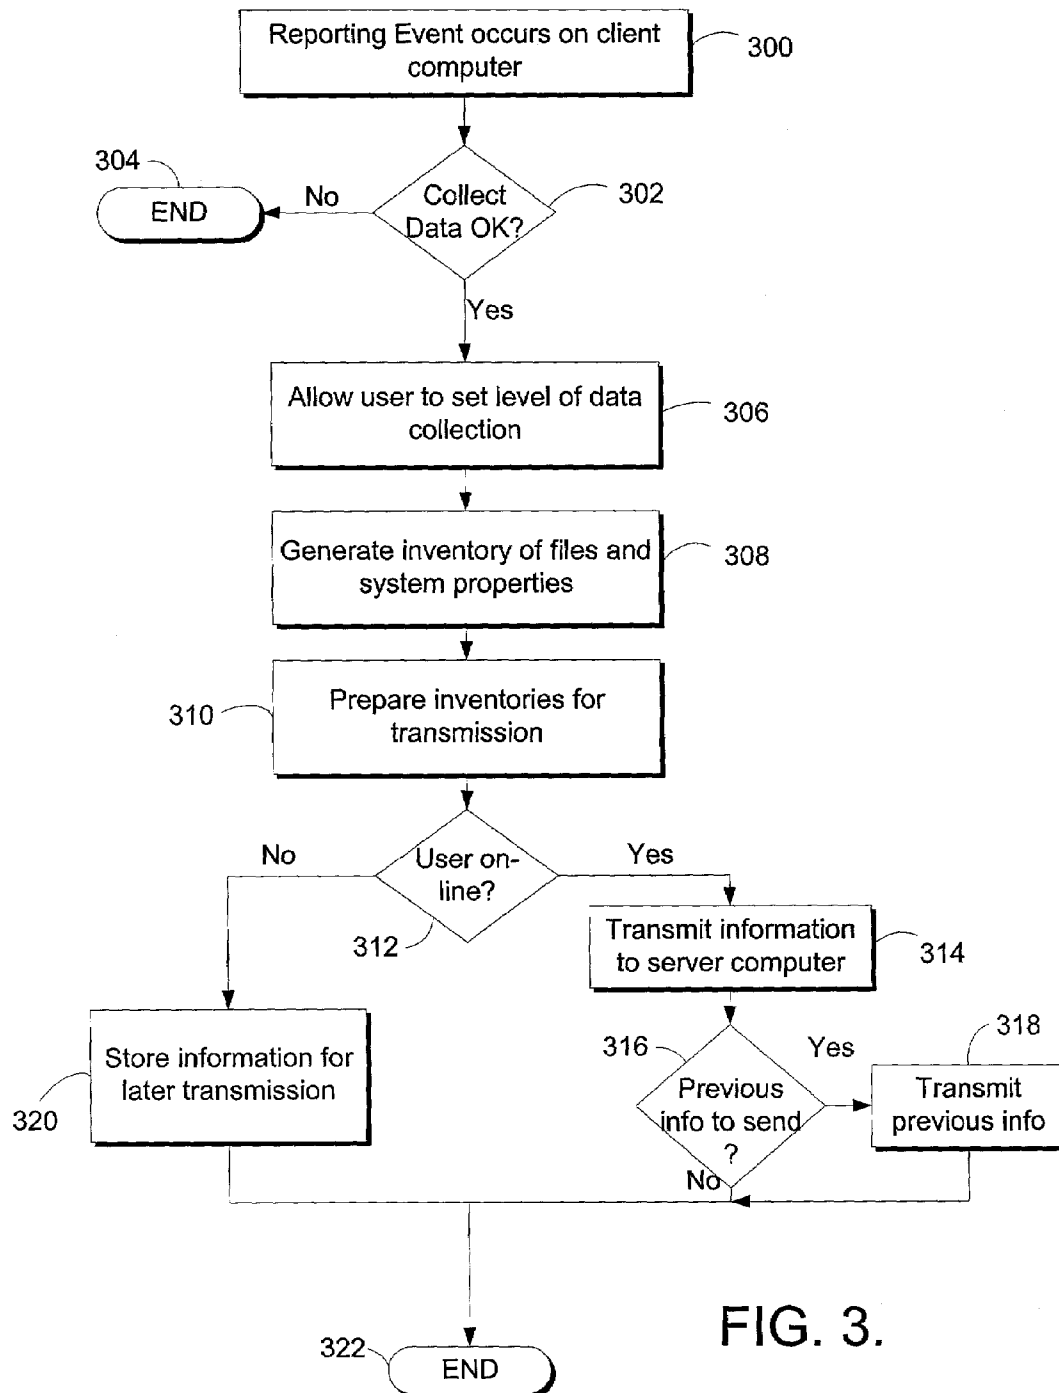 Reporting Event occurs on client
computer
300
304
END
No
Collect
Data OK?
302
Yes
Allow user to set level of data
collection
306
Generate inventory of files and
system properties
308
310
Prepare inventories for
transmission
No
User on-
line?
Yes
312
Transmit information
to server computer
314
320
Store information for
later transmission
316
Previous
info to send
?
Yes
318
Transmit
previous info
No
322
END
FIG. 3.